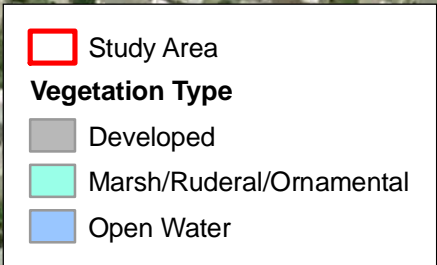 Study Area
Vegetation Type
Developed
Marsh/Ruderal/Ornamental
Open Water